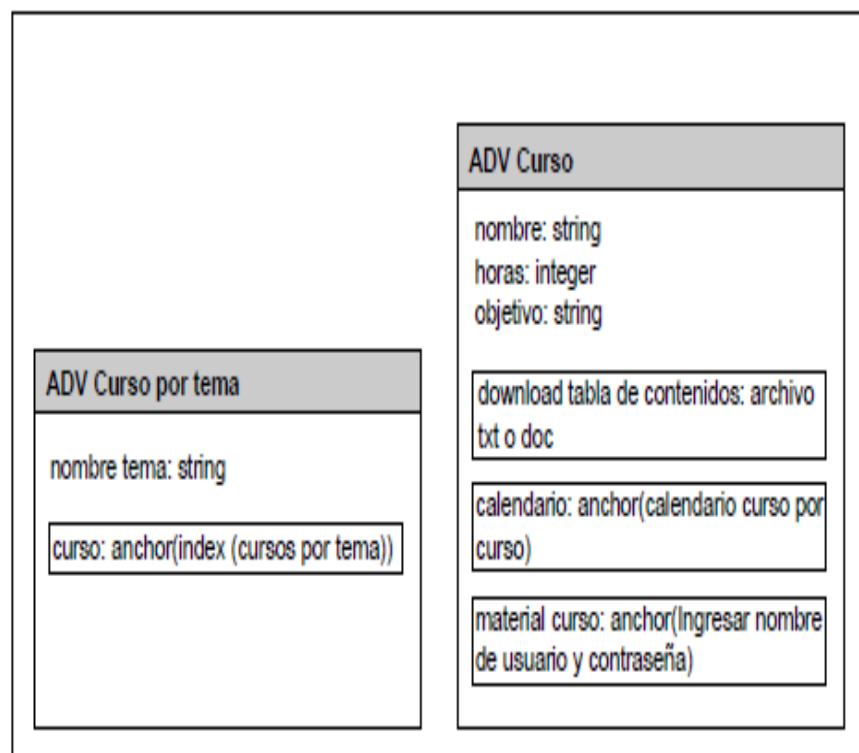 ADV Curso por tema
nombre tema: string
curso: anchor(index (cursos por tema))
ADV Curso
nombre: string
horas: integer
objetivo: string
download tabla de contenidos: archivo
txt o doc
calendario: anchor(calendario curso por
curso)
material curso: anchor(Ingresar nombre
de usuario y contraseña)